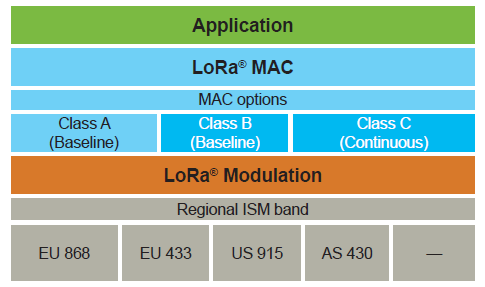 Application
LoRa® MAC
MAC options
Class A
(Baseline)
Class B
(Baseline)
Class C
(Continuous)
LoRa® Modulation
Regional ISM band
EU 868
EU 433
US 915
AS 430
—